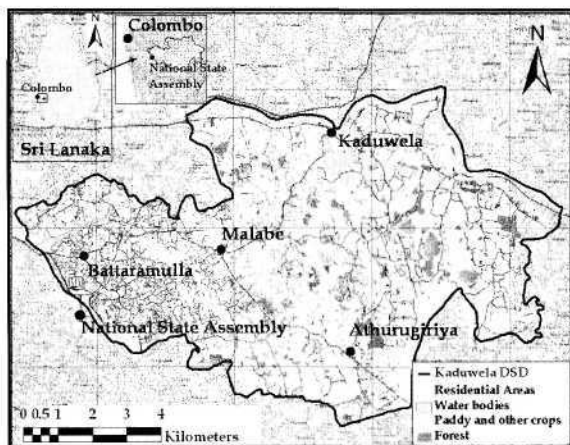 N
Colombo
National State
Assembly
Colombo
Sri Lanaka
N
Kaduwela
Malabe
Battaramulla
National State Assembly
Athurugiriya
0 0.5 1 2 3 4
Kilometers
Kaduwela DSD
Residential Areas
Water bodies
Paddy and other crops
Forest